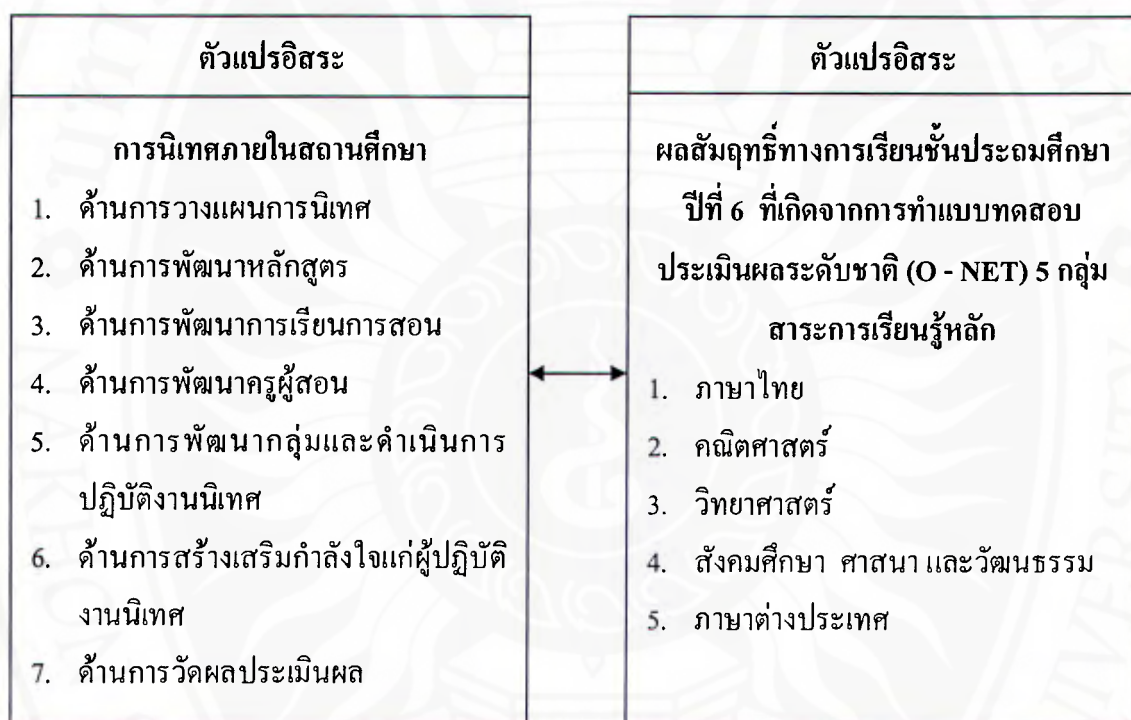 ตัวแปรอิสระ
การนิเทศภายในสถานศึกษา
1. ด้านการวางแผนการนิเทศ
2. ด้านการพัฒนาหลักสูตร
3. ด้านการพัฒนาการเรียนการสอน
4. ด้านการพัฒนาครูผู้สอน
5. ด้านการพัฒนากลุ่มและดำเนินการ
ปฏิบัติงานนิเทศ
6. ด้านการสร้างเสริมกำลังใจแก่ผู้ปฏิบัติ
งานนิเทศ
7. ด้านการวัดผลประเมินผล
ตัวแปรอิสระ
ผลสัมฤทธิ์ทางการเรียนชั้นประถมศึกษา
ปีที่ 6 ที่เกิดจากการทำแบบทดสอบ
ประเมินผลระดับชาติ (O - NET) 5 กลุ่ม
สาระการเรียนรู้หลัก
1. ภาษาไทย
2. คณิตศาสตร์
3. วิทยาศาสตร์
4. สังคมศึกษา ศาสนา และวัฒนธรรม
5. ภาษาต่างประเทศ